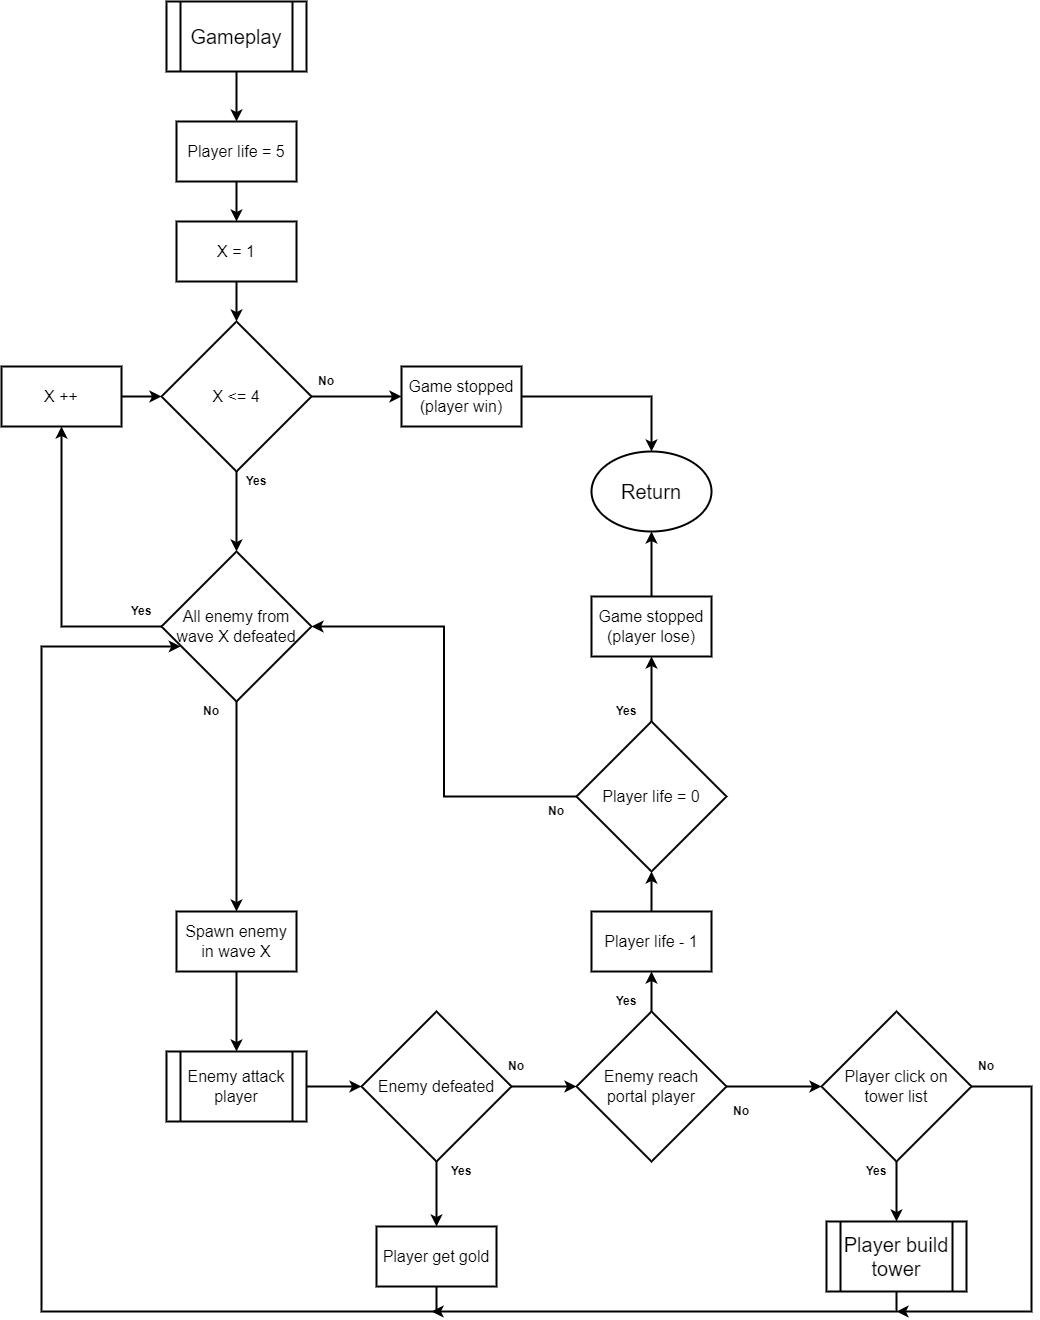 Gameplay
Player life = 5
X = 1
X ++
X <= 4
No
Game stopped
(player win)
Yes
Return
Yes
All enemy from
wave X defeated
Game stopped
(player lose)
No
Yes
Player life = 0
No
Spawn enemy
in wave X
Player life - 1
Yes
Enemy attack
player
Enemy defeated
No
Enemy reach
portal player
No
Player click on
tower list
No
Yes
Yes
Player get gold
Player build
tower